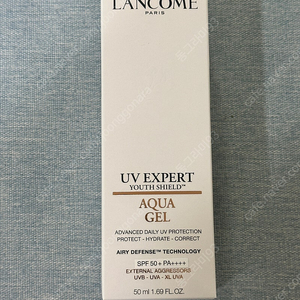 LANCÔME
PARIS
UV EXPERT
YOUTH SHIELD™
AQUA
GEL
ADVANCED DAILY UV PROTECTION
PROTECT - HYDRATE - CORRECT
AIRY DEFENSE™ TECHNOLOGY
SPF 50+ PA++++
EXTERNAL AGGRESSORS
UVB - UVA - XL UVA
50 ml 1.69 FL.OZ.